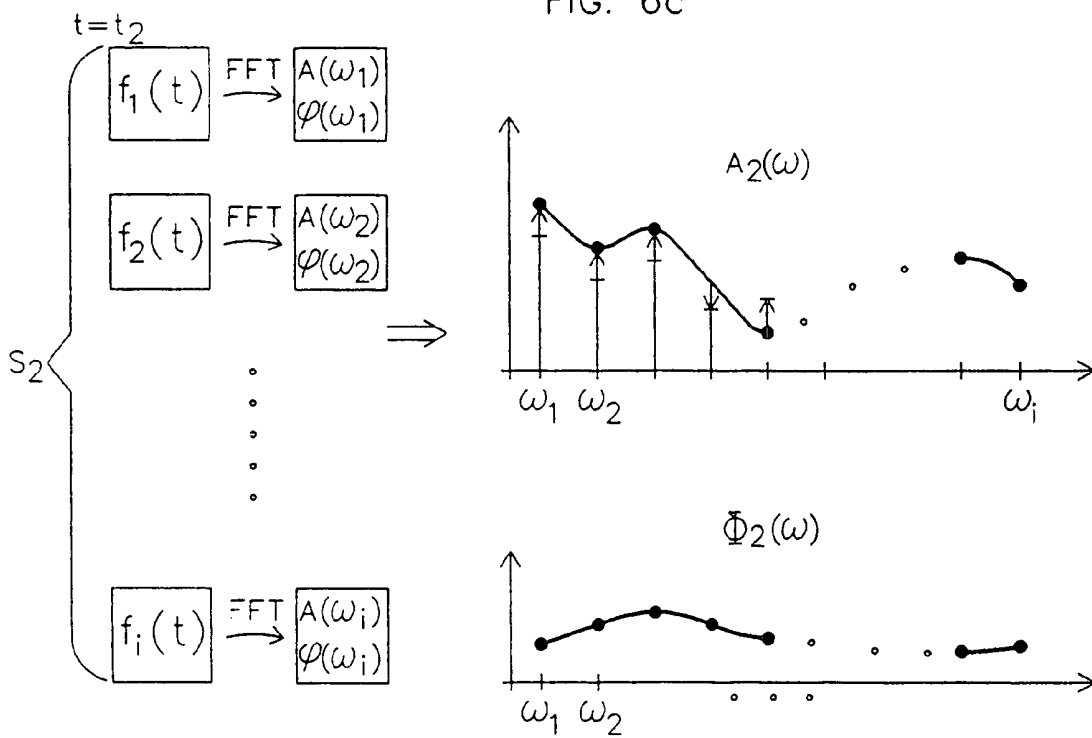 FIG. 6c
t=t₂
f₁(t) FFT A(ω₁)
φ(ω₁)
f₂(t) FFT A(ω₂)
φ(ω₂)
S₂
fᵢ(t) FFT A(ωᵢ)
φ(ωᵢ)
A₂(ω)
ω₁ ω₂ ωᵢ
Φ₂(ω)
ω₁ ω₂